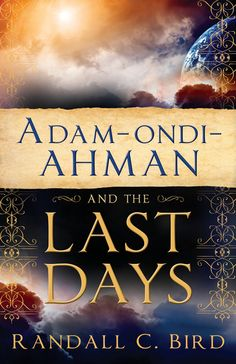 ADAM-ONDI-
AHMAN
AND THE
LAST
DAYS
RANDALL C. BIRD